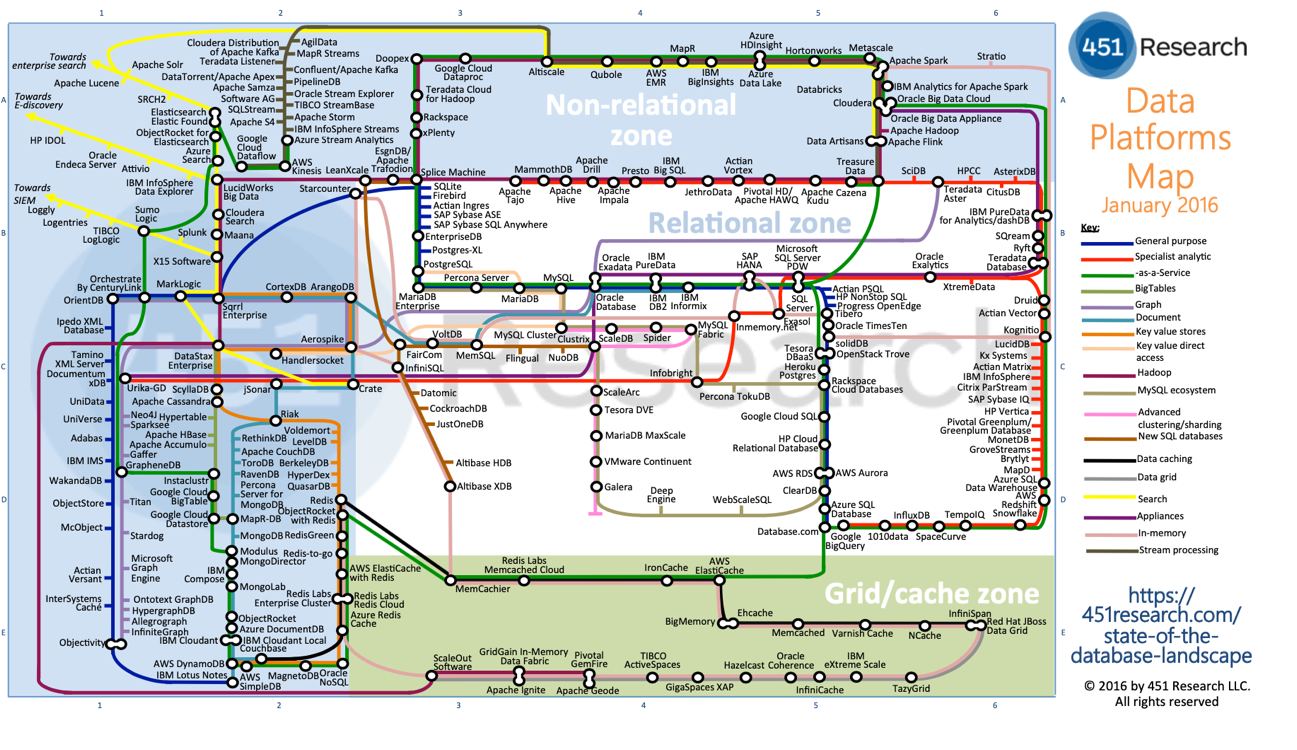 1 2 3 4 5 6
Towards
enterprise search
Apache Solr
Apache Lucene
Towards
E-discovery
SRCH2
HP IDOL
Oracle
Endeca Server
Attivio
IBM InfoSphere
Data Explorer
Towards
SIEM
Loggly
Logentries
Sumo
Logic
TIBCO
LogLogic
Splunk
X15 Software
Cloudera Distribution
of Apache Kafka
Teradata Listener
DataTorrent/Apache Apex
Apache Samza
Software AG
SQLStream
Apache S4
AgilData
MapR Streams
Confluent/Apache Kafka
PipelineDB
Oracle Stream Explorer
TIBCO StreamBase
Apache Storm
IBM InfoSphere Streams
Azure Stream Analytics
Elasticsearch
Elastic Found
ObjectRocket for
Elasticsearch
Azure
Search
Google
Cloud
Dataflow
AWS
Kinesis
LucidWorks
Big Data
Cloudera
Search
Maana
LeanXcale
Starcounter
EsgnDB/
Apache
Trafodion
Splice Machine
Doopex
Google Cloud
Dataproc
Teradata Cloud
for Hadoop
Rackspace
xPlenty
Altiscale
Qubole
AWS
EMR
MapR
IBM
BigInsights
Azure
HDInsight
Azure
Data Lake
Hortonworks
Metascale
Apache Spark
Stratio
Databricks
IBM Analytics for Apache Spark
Cloudera
Oracle Big Data Cloud
Oracle Big Data Appliance
Apache Hadoop
Data Artisans
Apache Flink
Non-relational
zone
Apache
Tajo
MammothDB
Apache
Hive
Apache
Drill
Apache
Impala
Presto
IBM
Big SQL
JethroData
Actian
Vortex
Pivotal HD/
Apache HAWQ
Apache
Kudu
Apache Cazena
Treasure
Data
SciDB
Teradata
Aster
HPCC
CitusDB
AsterixDB
Relational zone
SQLite
Firebird
Actian Ingres
SAP Sybase ASE
SAP Sybase SQL Anywhere
EnterpriseDB
Postgres-XL
PostgreSQL
MariaDB
Enterprise
Percona Server
MariaDB
MySQL
Oracle
Exadata
Oracle
Database
IBM
PureData
IBM
DB2
IBM
Informix
SAP
HANA
Microsoft
SQL Server
PDW
SQL
Server
Exasol
Inmemory.net
Oracle
Exalytics
XtremeData
IBM PureData
for Analytics/dashDB
SQream
Ryft
Teradata
Database
Druid
Actian Vector
Kognitio
LucidDB
Kx Systems
Actian Matrix
IBM InfoSphere
Citrix ParStream
SAP Sybase IQ
HP Vertica
Pivotal Greenplum/
Greenplum Database
MonetDB
GroveStreams
Brytlyt
MapD
Azure SQL
Data Warehouse
AWS
Redshift
Snowflake
Actian PSQL
HP NonStop SQL
Progress OpenEdge
Tibero
Oracle TimesTen
solidDB
Tesora
DBaaS
OpenStack Trove
Heroku
Postgres
Rackspace
Cloud Databases
Google Cloud SQL
HP Cloud
Relational Database
AWS RDS
AWS Aurora
ClearDB
Azure SQL
Database
Database.com
Google
BigQuery
1010data
InfluxDB
SpaceCurve
TempoIQ
Orchestrate
By CenturyLink
OrientDB
MarkLogic
Sqrrl
Enterprise
CortexDB
ArangoDB
Ipedo XML
Database
Tamino
XML Server
Documentum
xDB
UniData
UniVerse
Adabas
IBM IMS
WakandaDB
ObjectStore
McObject
Actian
Versant
InterSystems
Caché
Objectivity
DataStax
Enterprise
Aerospike
Handlersocket
Urika-GD
ScyllaDB
Apache Cassandra
jSonar
Crate
Neo4J
Hypertable
Sparksee
Apache HBase
Apache Accumulo
Gaffer
GrapheneDB
Riak
Voldemort
LevelDB
RethinkDB
Apache CouchDB
ToroDB
BerkeleyDB
RavenDB
HyperDex
Percona
Server for
MongoDB
QuasarDB
Instaclustr
Google Cloud
BigTable
Google Cloud
Datastore
Titan
Stardog
Microsoft
Graph
Engine
Ontotext GraphDB
HypergraphDB
Allegrograph
InfiniteGraph
MapR-DB
MongoDB
Redis
ObjectRocket
with Redis
RedisGreen
Redis-to-go
Modulus
MongoDirector
IBM
Compose
MongoLab
AWS ElastiCache
with Redis
Redis Labs
Enterprise Cluster
Redis Labs
Redis Cloud
Azure Redis
Cache
ObjectRocket
Azure DocumentDB
IBM Cloudant
IBM Cloudant Local
Couchbase
AWS DynamoDB
IBM Lotus Notes
AWS
SimpleDB
MagnetoDB
Oracle
NoSQL
VoltDB
FairCom
MemSQL
InfiniSQL
MySQL Cluster
Flingual
NuoDB
Clustrix
ScaleDB
Spider
MySQL
Fabric
Infobright
Percona TokuDB
Datomic
CockroachDB
JustOneDB
Altibase HDB
Altibase XDB
ScaleArc
Tesora DVE
MariaDB MaxScale
VMware Continuent
Galera
Deep
Engine
WebScaleSQL
451 Research
Grid/cache zone
MemCachier
Redis Labs
Memcached Cloud
IronCache
AWS
ElastiCache
BigMemory
Ehcache
Memcached
Varnish Cache
NCache
InfiniSpan
Red Hat JBoss
Data Grid
ScaleOut
Software
GridGain In-Memory
Data Fabric
Apache Ignite
Pivotal
GemFire
Apache Geode
TIBCO
ActiveSpaces
GigaSpaces XAP
Hazelcast
Oracle
Coherence
InfiniCache
IBM
eXtreme Scale
TazyGrid
A
B
C
D
E
A
B
C
D
E
1 2 3 4 5 6
451 Research
Data
Platforms
Map
January 2016
Key:
General purpose
Specialist analytic
-as-a-Service
BigTables
Graph
Document
Key value stores
Key value direct
access
Hadoop
MySQL ecosystem
Advanced
clustering/sharding
New SQL databases
Data caching
Data grid
Search
Appliances
In-memory
Stream processing
https://
451research.com/
state-of-the-
database-landscape
© 2016 by 451 Research LLC.
All rights reserved